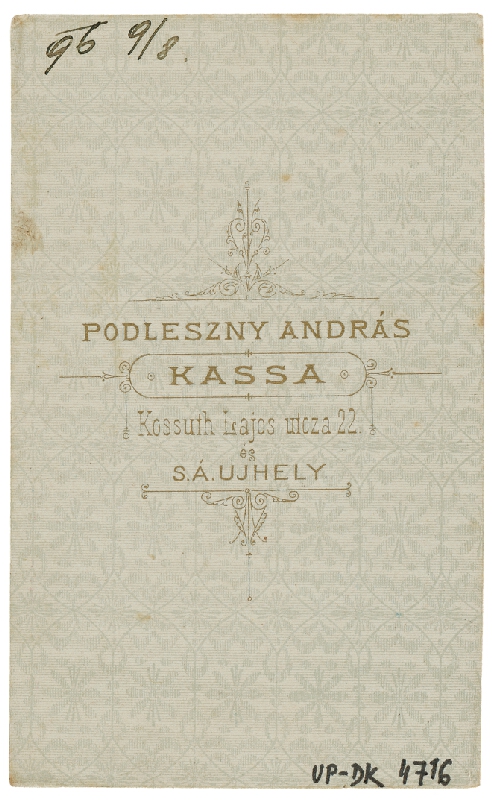 96 9/8.
PODLESZNY ANDRÁS
KASSA
Kossuth Lajos utcza 22.
és
S.Á. UJHELY
UP-DK 4716